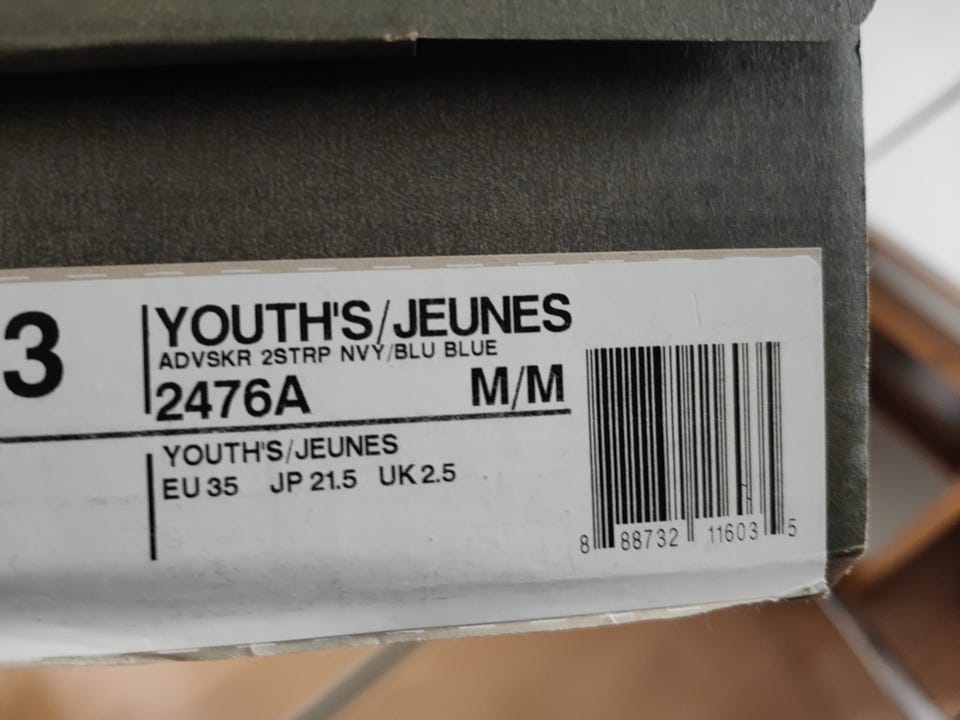 3
YOUTH'S/JEUNES
ADVSKR 2STRP NVY/BLU BLUE
2476A M/M
YOUTH'S/JEUNES
EU 35 JP 21.5 UK 2.5
8 88732 11603 5